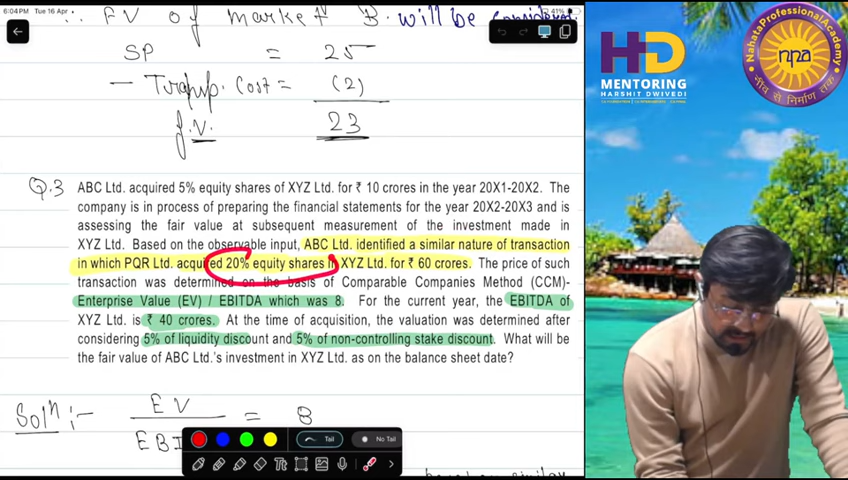 6:04PM Tue 16 Apr
41%
∴ FV of market B. will be considered
SP = 25
- Transp. Cost = (2)
f.V. 23
Q.3 ABC Ltd. acquired 5% equity shares of XYZ Ltd. for ₹ 10 crores in the year 20X1-20X2. The
company is in process of preparing the financial statements for the year 20X2-20X3 and is
assessing the fair value at subsequent measurement of the investment made in
XYZ Ltd. Based on the observable input, ABC Ltd. identified a similar nature of transaction
in which PQR Ltd. acquired 20% equity shares in XYZ Ltd. for ₹ 60 crores. The price of such
transaction was determined on the basis of Comparable Companies Method (CCM)-
Enterprise Value (EV) / EBITDA which was 8. For the current year, the EBITDA of
XYZ Ltd. is ₹ 40 crores. At the time of acquisition, the valuation was determined after
considering 5% of liquidity discount and 5% of non-controlling stake discount. What will be
the fair value of ABC Ltd.'s investment in XYZ Ltd. as on the balance sheet date?
Solⁿ :- EV = 8
EBI
based on similar
Tail
No Tail
HD
MENTORING
HARSHIT DWIVEDI
Nahata Professional Academy
npa
नींव से निर्माण तक